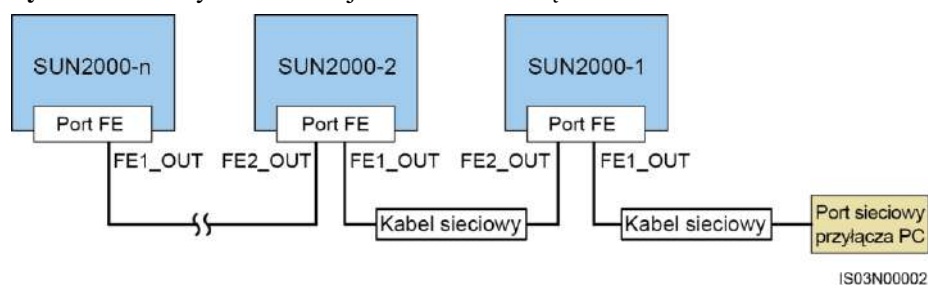 SUN2000-n
SUN2000-2
SUN2000-1
Port FE
Port FE
Port FE
FE1_OUT
FE2_OUT
FE1_OUT
FE2_OUT
FE1_OUT
Kabel sieciowy
Kabel sieciowy
Port sieciowy
przyłącza PC
IS03N00002